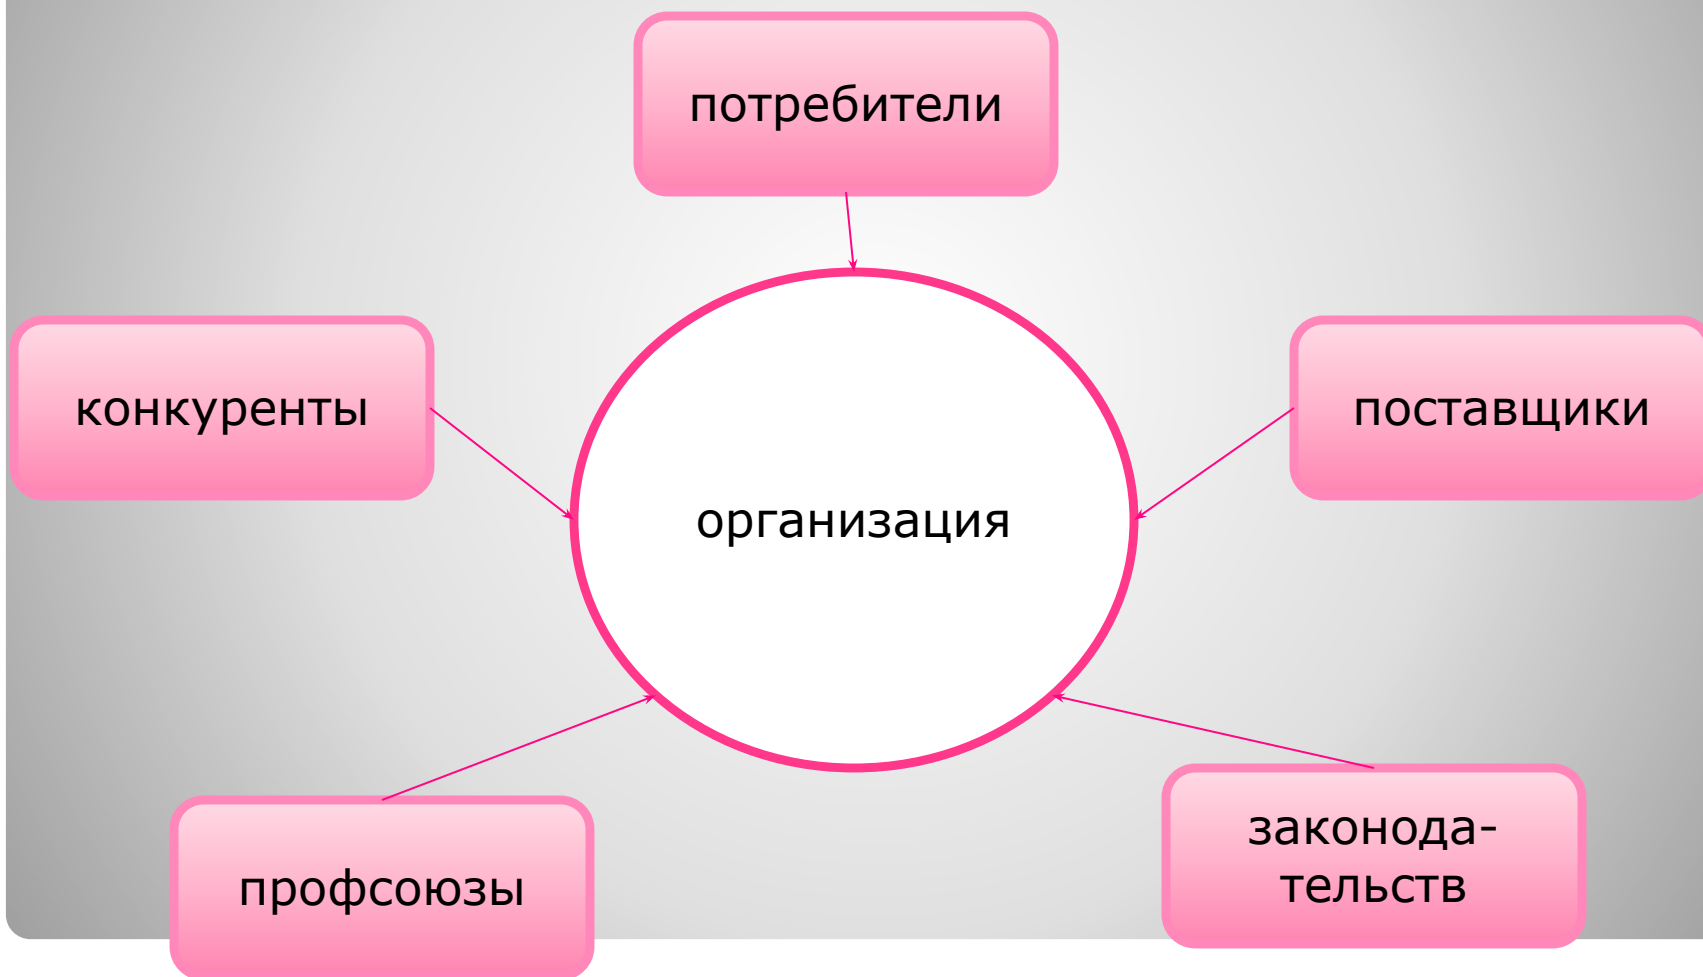 потребители
конкуренты
поставщики
организация
законода-
тельств
профсоюзы